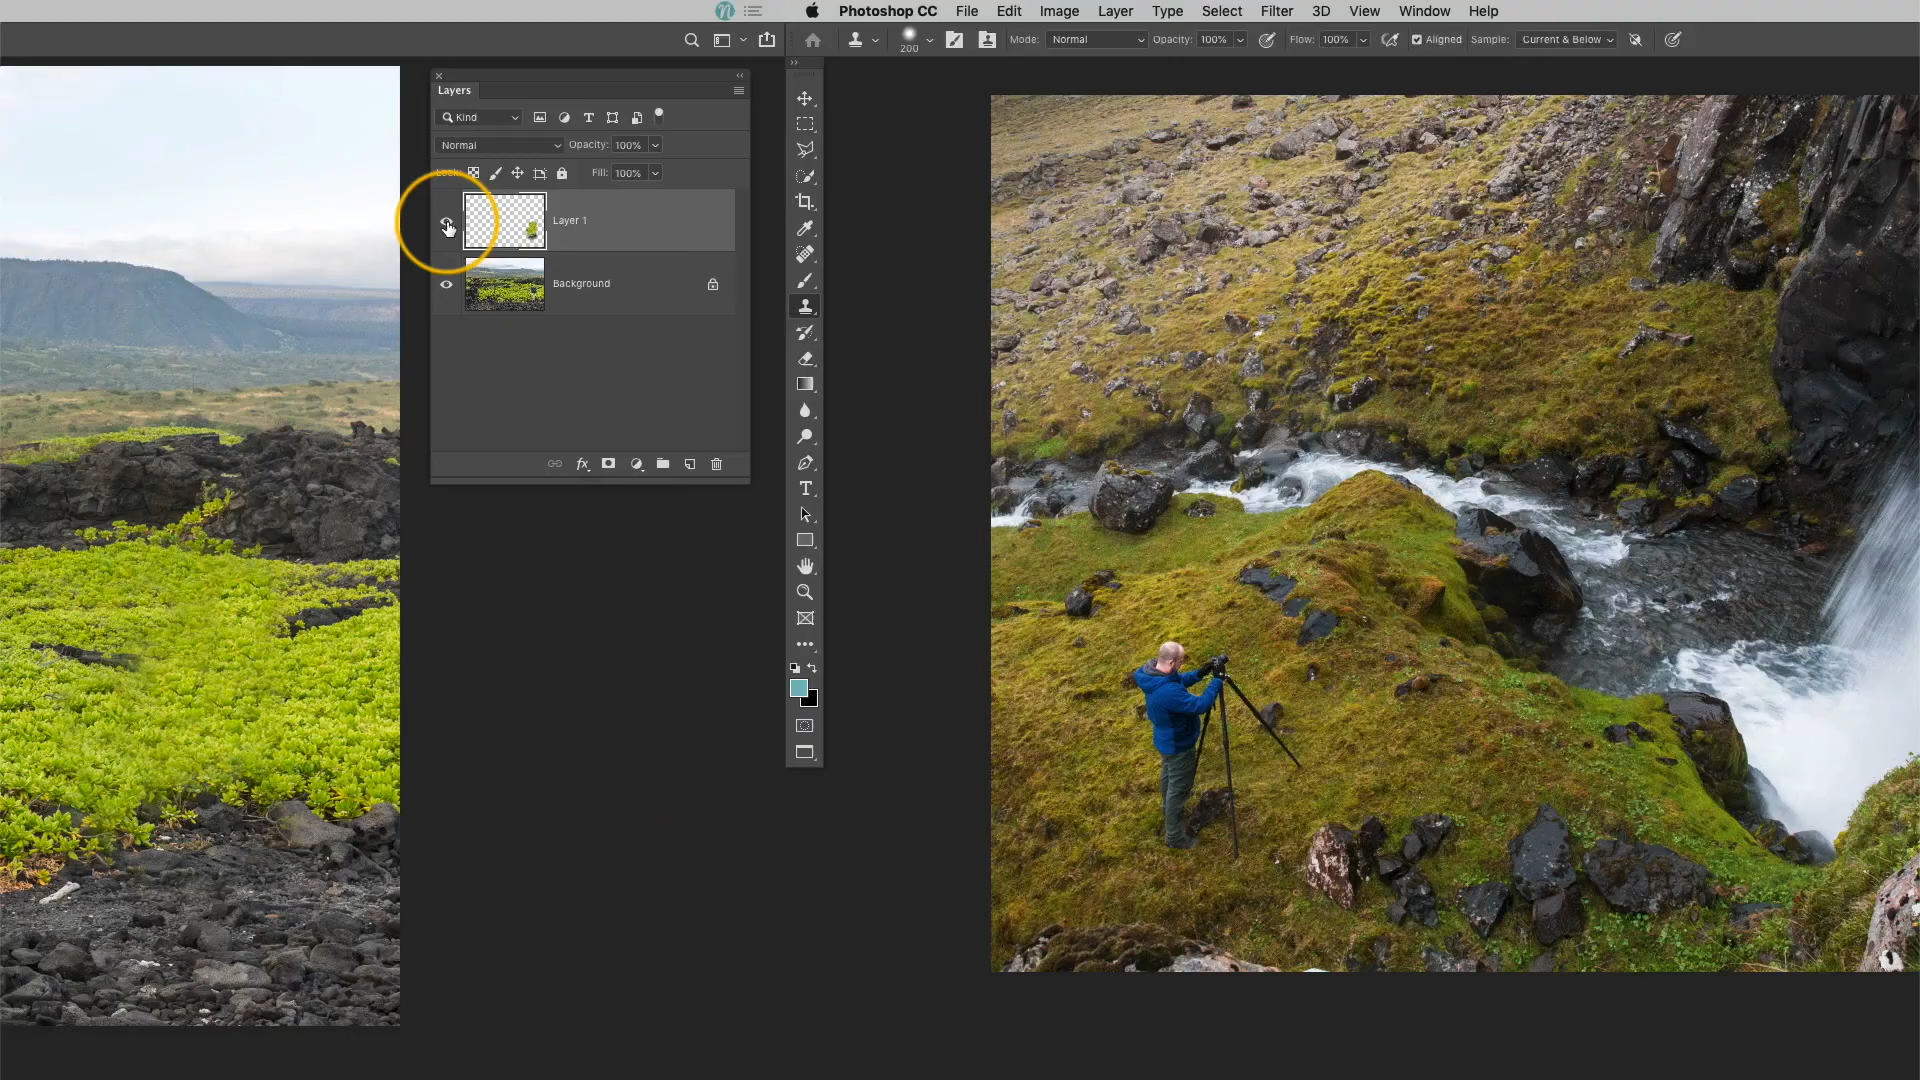 Photoshop CC File Edit Image Layer Type Select Filter 3D View Window Help
200
Mode: Normal Opacity: 100% Flow: 100% Aligned Sample: Current & Below
Layers
Kind
Normal Opacity: 100%
Lock: Fill: 100%
Layer 1
Background
fx